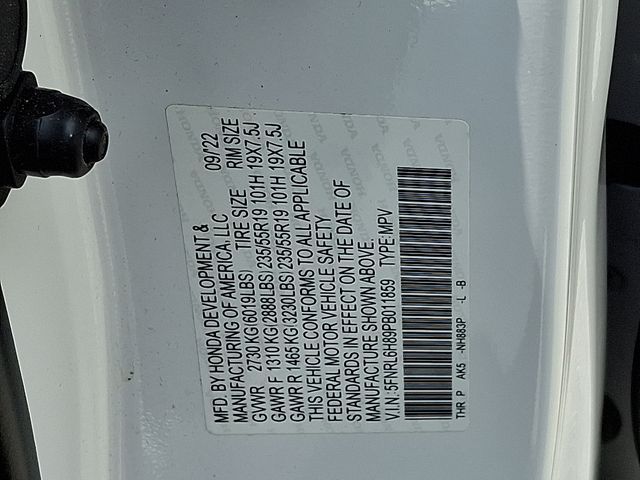 MFD. BY HONDA DEVELOPMENT &
MANUFACTURING OF AMERICA, LLC 09/22
GVWR 2730 KG(6019LBS) TIRE SIZE RIM SIZE
GAWR F 1310 KG(2888LBS) 235/55R19 101H 19X7.5J
GAWR R 1465 KG(3230LBS) 235/55R19 101H 19X7.5J
THIS VEHICLE CONFORMS TO ALL APPLICABLE
FEDERAL MOTOR VEHICLE SAFETY
STANDARDS IN EFFECT ON THE DATE OF
MANUFACTURE SHOWN ABOVE.
V.I.N.: 5FNRL6H89PB011859 TYPE:MPV
THR P AK5 -NH883P -L -B